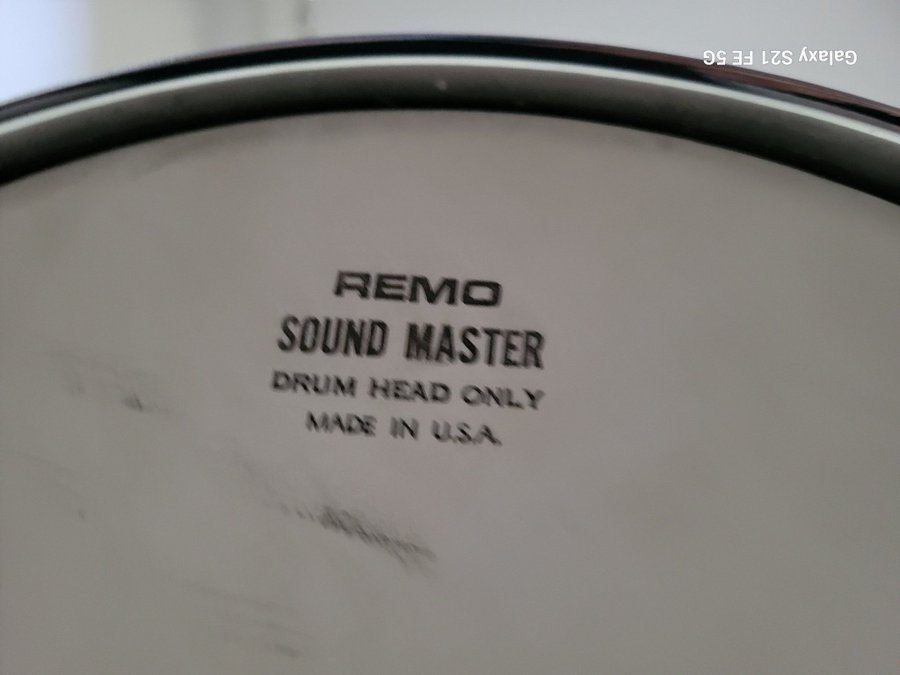 Galaxy S21 FE 5G
REMO
SOUND MASTER
DRUM HEAD ONLY
MADE IN U.S.A.